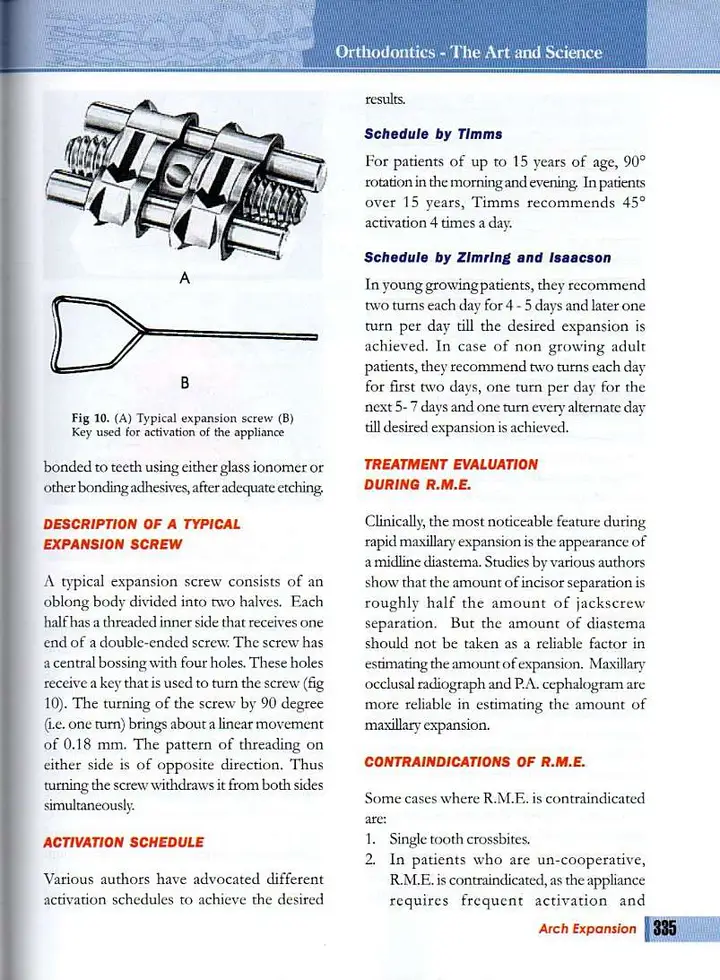 Orthodontics - The Art and Science
A
B
Fig 10. (A) Typical expansion screw (B)
Key used for activation of the appliance
bonded to teeth using either glass ionomer or
other bonding adhesives, after adequate etching.
DESCRIPTION OF A TYPICAL
EXPANSION SCREW
A typical expansion screw consists of an
oblong body divided into two halves. Each
half has a threaded inner side that receives one
end of a double-ended screw. The screw has
a central bossing with four holes. These holes
receive a key that is used to turn the screw (fig
10). The turning of the screw by 90 degree
(i.e. one turn) brings about a linear movement
of 0.18 mm. The pattern of threading on
either side is of opposite direction. Thus
turning the screw withdraws it from both sides
simultaneously.
ACTIVATION SCHEDULE
Various authors have advocated different
activation schedules to achieve the desired
results.
Schedule by Timms
For patients of up to 15 years of age, 90°
rotation in the morning and evening. In patients
over 15 years, Timms recommends 45°
activation 4 times a day.
Schedule by Zimring and Isaacson
In young growing patients, they recommend
two turns each day for 4 - 5 days and later one
turn per day till the desired expansion is
achieved. In case of non growing adult
patients, they recommend two turns each day
for first two days, one turn per day for the
next 5- 7 days and one turn every alternate day
till desired expansion is achieved.
TREATMENT EVALUATION
DURING R.M.E.
Clinically, the most noticeable feature during
rapid maxillary expansion is the appearance of
a midline diastema. Studies by various authors
show that the amount of incisor separation is
roughly half the amount of jackscrew
separation. But the amount of diastema
should not be taken as a reliable factor in
estimating the amount of expansion. Maxillary
occlusal radiograph and P.A. cephalogram are
more reliable in estimating the amount of
maxillary expansion.
CONTRAINDICATIONS OF R.M.E.
Some cases where R.M.E. is contraindicated
are:
1. Single tooth crossbites.
2. In patients who are un-cooperative,
R.M.E. is contraindicated, as the appliance
requires frequent activation and
Arch Expansion 335